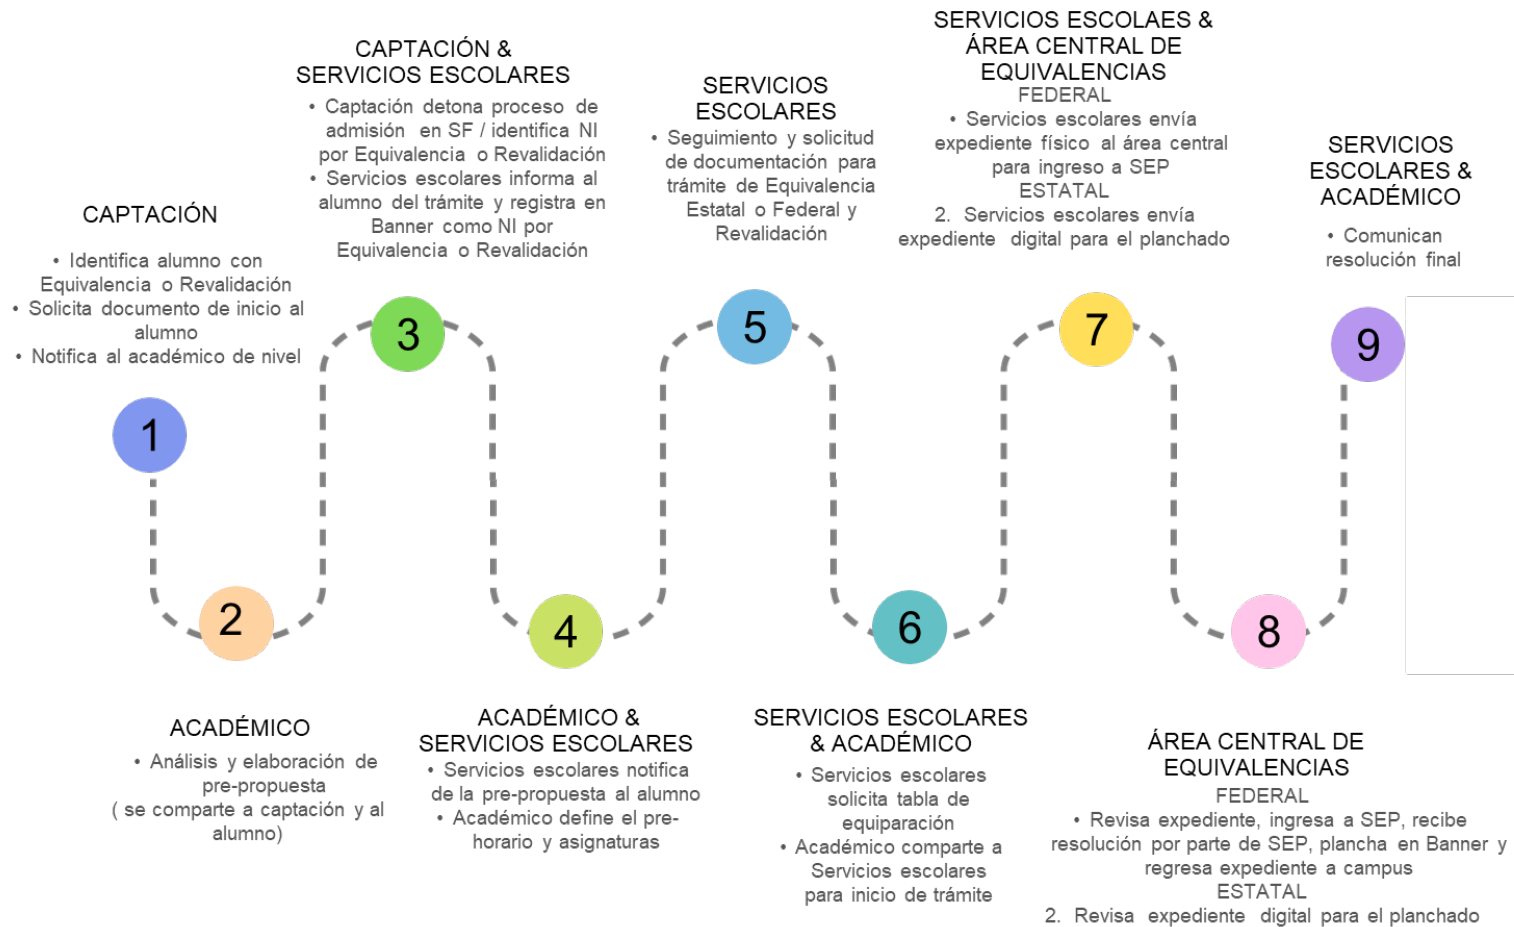 CAPTACIÓN
• Identifica alumno con
Equivalencia o Revalidación
• Solicita documento de inicio al
alumno
• Notifica al académico de nivel
1
2
ACADÉMICO
• Análisis y elaboración de
pre-propuesta
( se comparte a captación y al
alumno)
CAPTACIÓN &
SERVICIOS ESCOLARES
• Captación detona proceso de
admisión en SF / identifica NI
por Equivalencia o Revalidación
• Servicios escolares informa al
alumno del trámite y registra en
Banner como NI por
Equivalencia o Revalidación
3
4
ACADÉMICO &
SERVICIOS ESCOLARES
• Servicios escolares notifica
de la pre-propuesta al alumno
• Académico define el pre-
horario y asignaturas
SERVICIOS
ESCOLARES
• Seguimiento y solicitud
de documentación para
trámite de Equivalencia
Estatal o Federal y
Revalidación
5
6
SERVICIOS ESCOLARES
& ACADÉMICO
• Servicios escolares
solicita tabla de
equiparación
• Académico comparte a
Servicios escolares
para inicio de trámite
SERVICIOS ESCOLAES &
ÁREA CENTRAL DE
EQUIVALENCIAS
FEDERAL
• Servicios escolares envía
expediente físico al área central
para ingreso a SEP
ESTATAL
2. Servicios escolares envía
expediente digital para el planchado
7
8
ÁREA CENTRAL DE
EQUIVALENCIAS
FEDERAL
• Revisa expediente, ingresa a SEP, recibe
resolución por parte de SEP, plancha en Banner y
regresa expediente a campus
ESTATAL
2. Revisa expediente digital para el planchado
SERVICIOS
ESCOLARES &
ACADÉMICO
• Comunican
resolución final
9